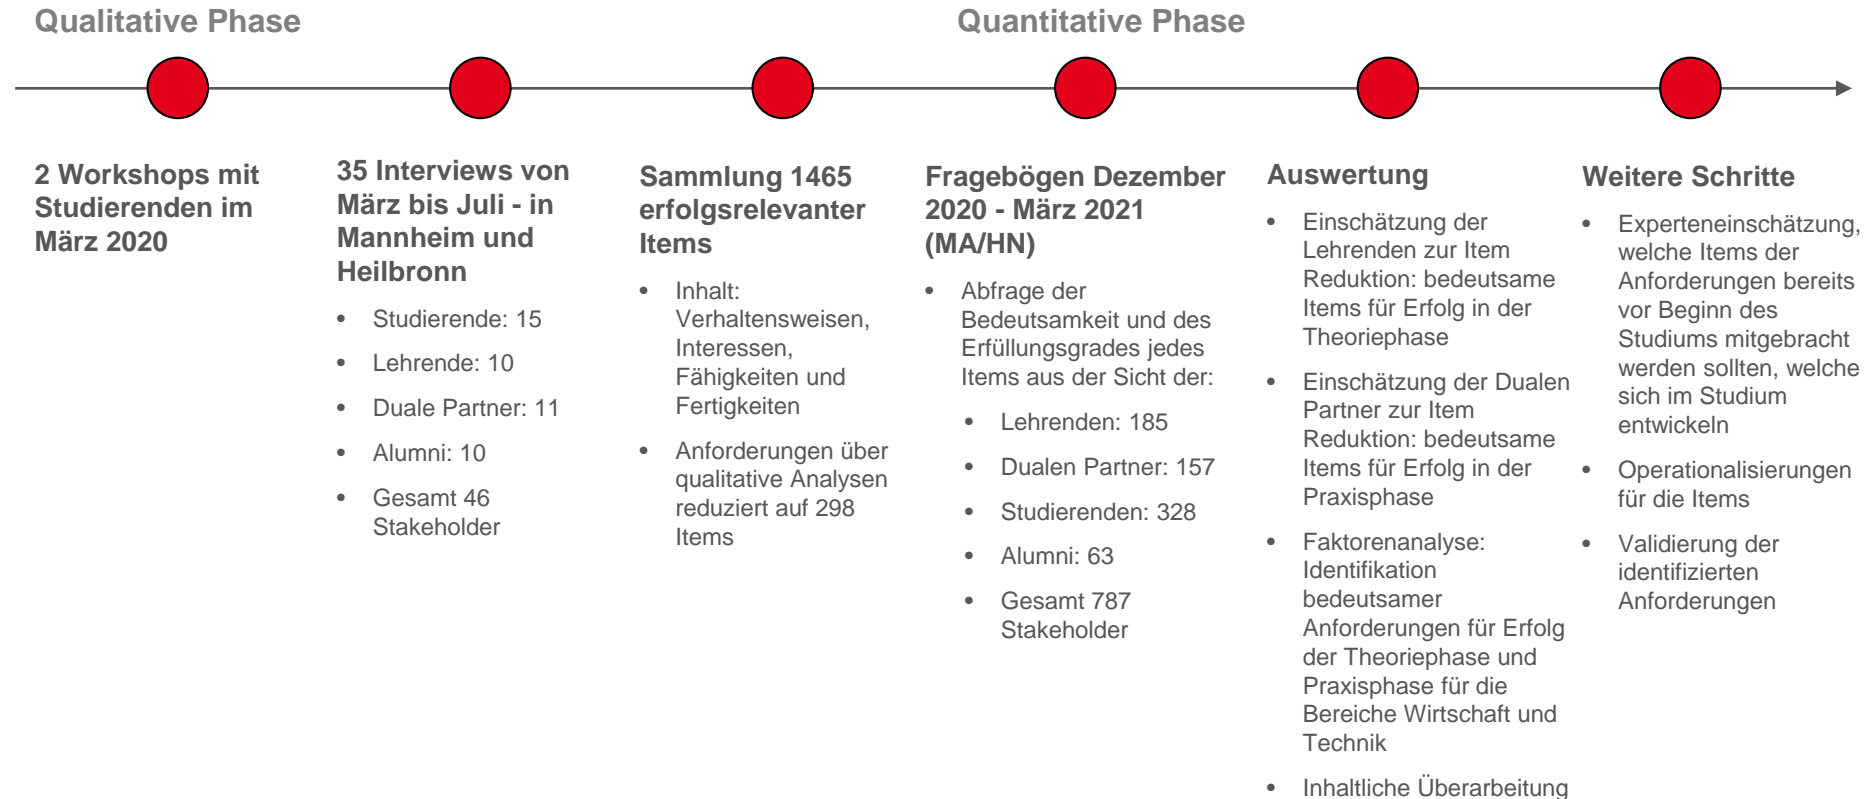 Qualitative Phase
Quantitative Phase
2 Workshops mit
Studierenden im
März 2020
35 Interviews von
März bis Juli - in
Mannheim und
Heilbronn
• Studierende: 15
• Lehrende: 10
• Duale Partner: 11
• Alumni: 10
• Gesamt 46
Stakeholder
Sammlung 1465
erfolgsrelevanter
Items
• Inhalt:
Verhaltensweisen,
Interessen,
Fähigkeiten und
Fertigkeiten
• Anforderungen über
qualitative Analysen
reduziert auf 298
Items
Fragebögen Dezember
2020 - März 2021
(MA/HN)
• Abfrage der
Bedeutsamkeit und des
Erfüllungsgrades jedes
Items aus der Sicht der:
• Lehrenden: 185
• Dualen Partner: 157
• Studierenden: 328
• Alumni: 63
• Gesamt 787
Stakeholder
Auswertung
• Einschätzung der
Lehrenden zur Item
Reduktion: bedeutsame
Items für Erfolg in der
Theoriephase
• Einschätzung der Dualen
Partner zur Item
Reduktion: bedeutsame
Items für Erfolg in der
Praxisphase
• Faktorenanalyse:
Identifikation
bedeutsamer
Anforderungen für Erfolg
der Theoriephase und
Praxisphase für die
Bereiche Wirtschaft und
Technik
• Inhaltliche Überarbeitung
Weitere Schritte
• Experteneinschätzung,
welche Items der
Anforderungen bereits
vor Beginn des
Studiums mitgebracht
werden sollten, welche
sich im Studium
entwickeln
• Operationalisierungen
für die Items
• Validierung der
identifizierten
Anforderungen